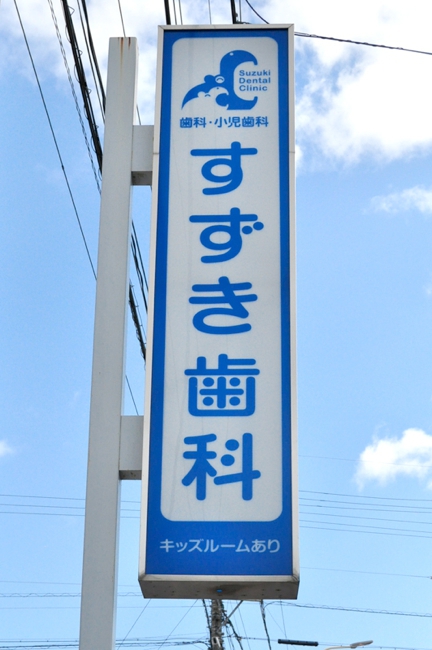 Suzuki
Dental
Clinic
歯科・小児歯科
すずき歯科
キッズルームあり